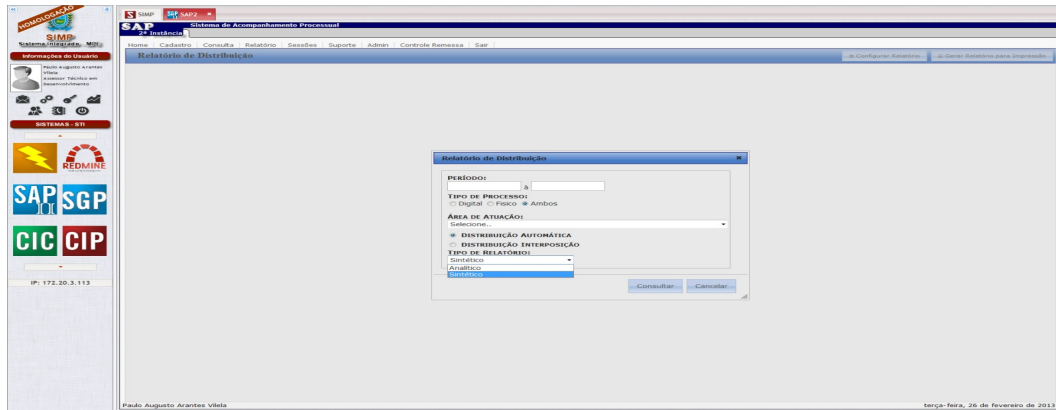 HOMOLOGAÇÃO
SIMP
Informações do Usuário
Paulo Augusto Arantes
Vilela
Assessor Técnico em
Desenvolvimento
SISTEMAS - STI
REDMINE
SAP II
SGP
CIC
CIP
IP: 172.20.3.113
SIMP
SAP2
SAP
Sistema de Acompanhamento Processual
2ª Instância
Home Cadastro Consulta Relatório Sessões Suporte Admin Controle Remessa Sair
Relatório de Distribuição
Configurar Relatório
Gerar Relatório para Impressão
Relatório de Distribuição
PERÍODO:
à
TIPO DE PROCESSO:
Digital Físico Ambos
ÁREA DE ATUAÇÃO:
Selecione..
DISTRIBUIÇÃO AUTOMÁTICA
DISTRIBUIÇÃO INTERPOSIÇÃO
TIPO DE RELATÓRIO:
Sintético
Analítico
Sintético
Consultar Cancelar
Paulo Augusto Arantes Vilela
terça-feira, 26 de fevereiro de 2013